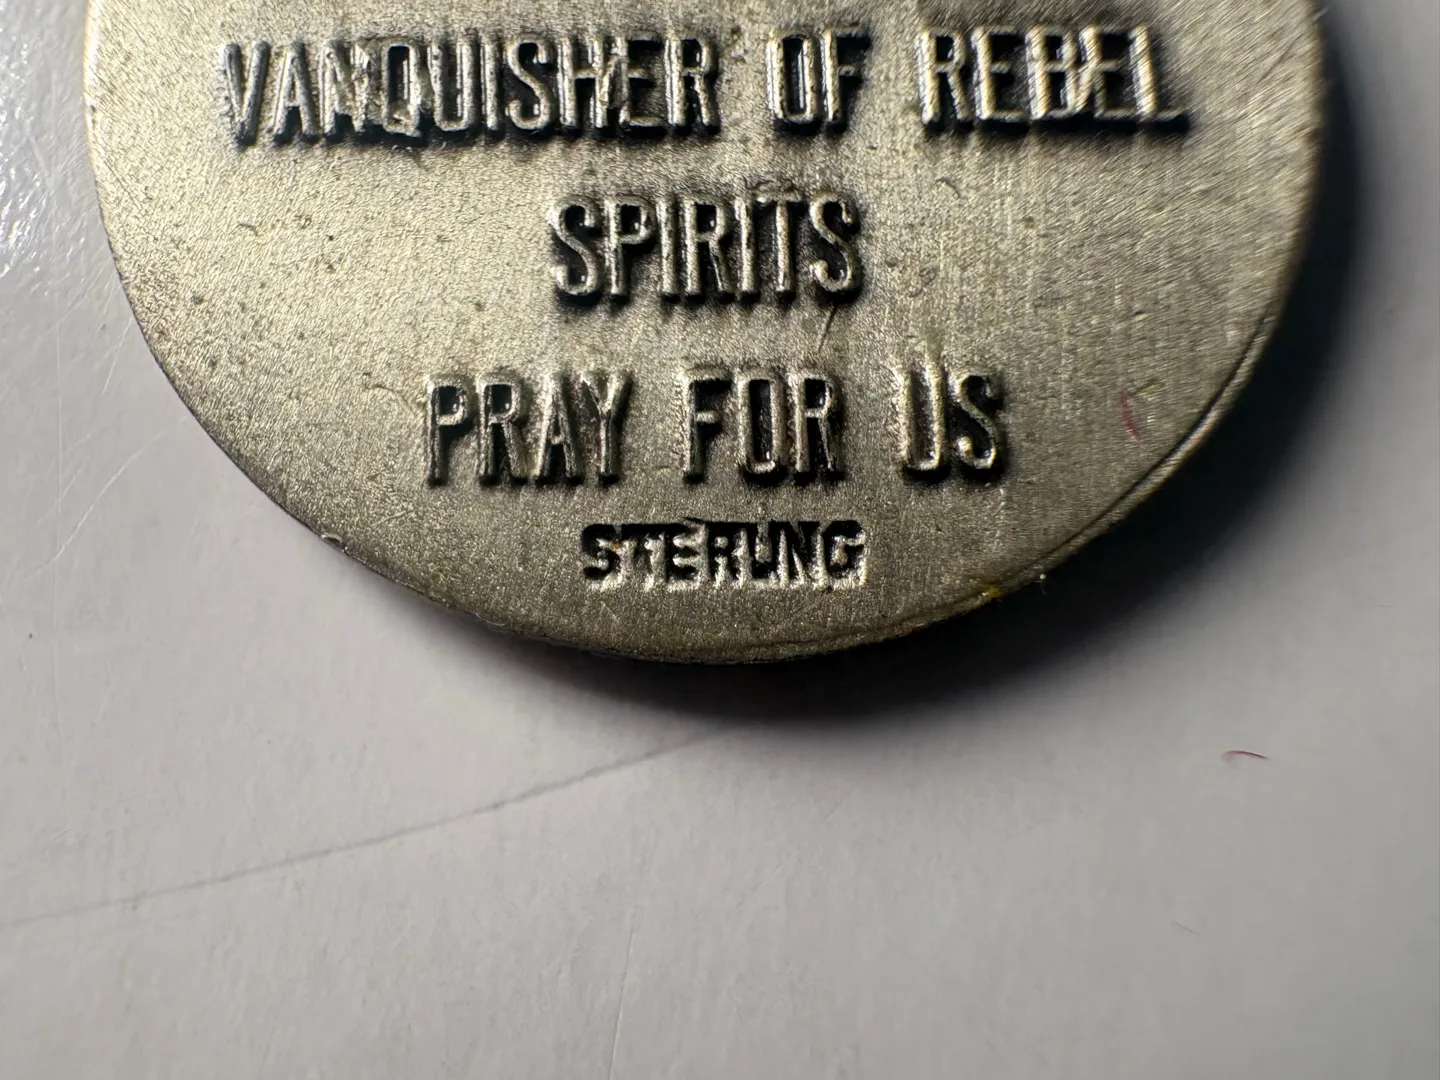 VANQUISHER OF REBEL
SPIRITS
PRAY FOR US
STERLING